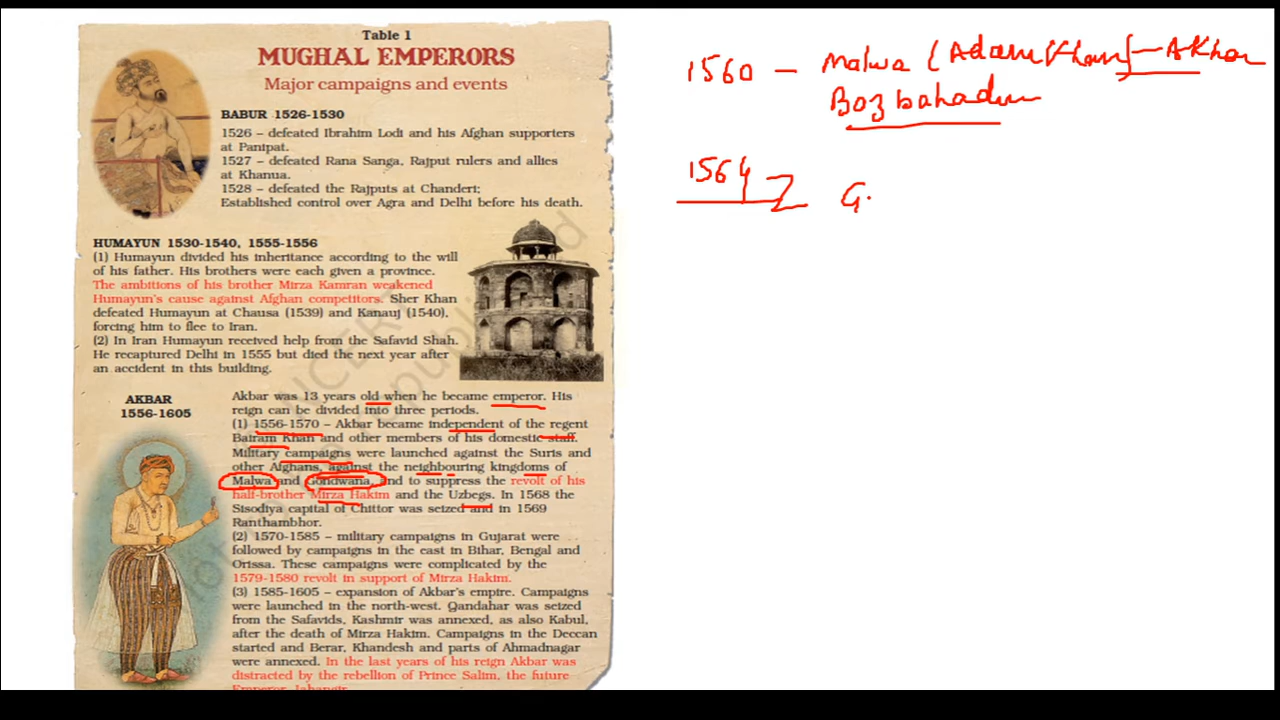 Table 1
MUGHAL EMPERORS
Major campaigns and events
BABUR 1526-1530
1526 – defeated Ibrahim Lodi and his Afghan supporters
at Panipat.
1527 – defeated Rana Sanga, Rajput rulers and allies
at Khanua.
1528 – defeated the Rajputs at Chanderi;
Established control over Agra and Delhi before his death.
HUMAYUN 1530-1540, 1555-1556
(1) Humayun divided his inheritance according to the will
of his father. His brothers were each given a province.
The ambitions of his brother Mirza Kamran weakened
Humayun's cause against Afghan competitors. Sher Khan
defeated Humayun at Chausa (1539) and Kanauj (1540),
forcing him to flee to Iran.
(2) In Iran Humayun received help from the Safavid Shah.
He recaptured Delhi in 1555 but died the next year after
an accident in this building.
AKBAR
1556-1605
Akbar was 13 years old when he became emperor. His
reign can be divided into three periods.
(1) 1556-1570 – Akbar became independent of the regent
Bairam Khan and other members of his domestic staff.
Military campaigns were launched against the Suris and
other Afghans, against the neighbouring kingdoms of
Malwa and Gondwana, and to suppress the revolt of his
half-brother Mirza Hakim and the Uzbegs. In 1568 the
Sisodiya capital of Chittor was seized and in 1569
Ranthambhor.
(2) 1570-1585 – military campaigns in Gujarat were
followed by campaigns in the east in Bihar, Bengal and
Orissa. These campaigns were complicated by the
1579-1580 revolt in support of Mirza Hakim.
(3) 1585-1605 – expansion of Akbar's empire. Campaigns
were launched in the north-west. Qandahar was seized
from the Safavids, Kashmir was annexed, as also Kabul,
after the death of Mirza Hakim. Campaigns in the Deccan
started and Berar, Khandesh and parts of Ahmadnagar
were annexed. In the last years of his reign Akbar was
distracted by the rebellion of Prince Salim, the future
Emperor Jahangir.
1560 – Malwa (Adam Khan) – Akbar
Bozbahadur
1564 G.